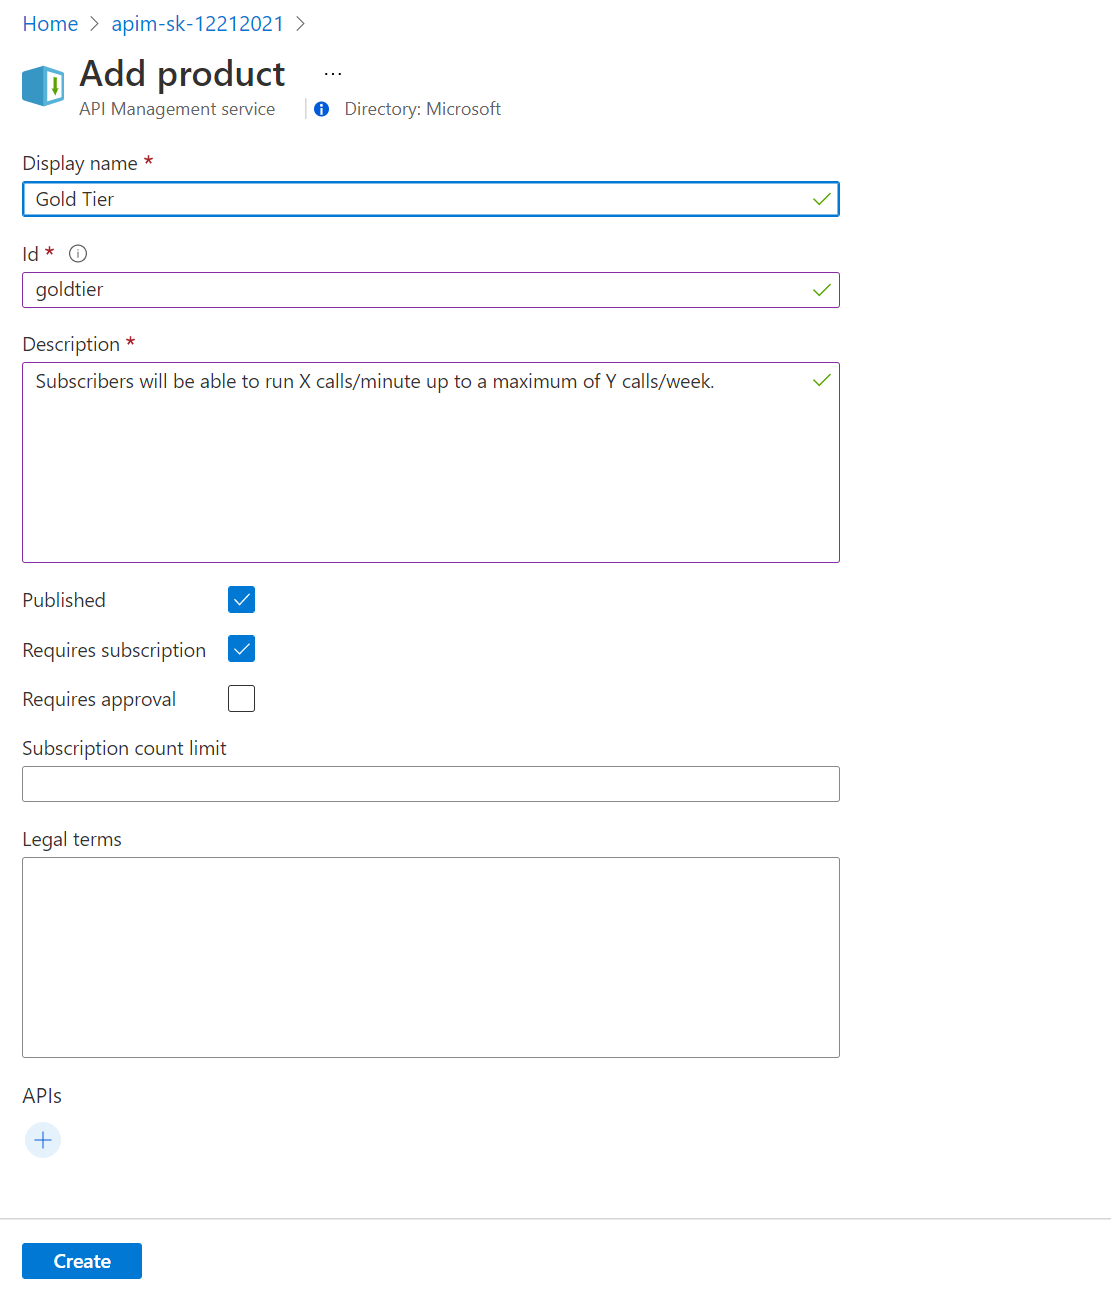 Home > apim-sk-12212021 >
Add product ...
API Management service | Directory: Microsoft
Display name *
Gold Tier
Id *
goldtier
Description *
Subscribers will be able to run X calls/minute up to a maximum of Y calls/week.
Published
Requires subscription
Requires approval
Subscription count limit
Legal terms
APIs
Create